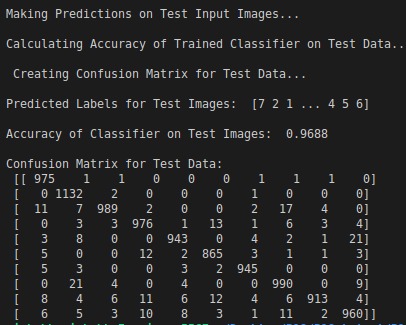 Making Predictions on Test Input Images...
Calculating Accuracy of Trained Classifier on Test Data..
Creating Confusion Matrix for Test Data...
Predicted Labels for Test Images:  [7 2 1 ... 4 5 6]
Accuracy of Classifier on Test Images:  0.9688
Confusion Matrix for Test Data:
[[ 975    1    1    0    0    0    1    1    1    0]
[   0 1132    2    0    0    0    1    0    0    0]
[  11    7  989    2    0    0    2   17    4    0]
[   0    3    3  976    1   13    1    6    3    4]
[   3    8    0    0  943    0    4    2    1   21]
[   5    0    0   12    2  865    3    1    1    3]
[   5    3    0    0    3    2  945    0    0    0]
[   0   21    4    0    4    0    0  990    0    9]
[   8    4    6   11    6   12    4    6  913    4]
[   6    5    3   10    8    3    1   11    2  960]]